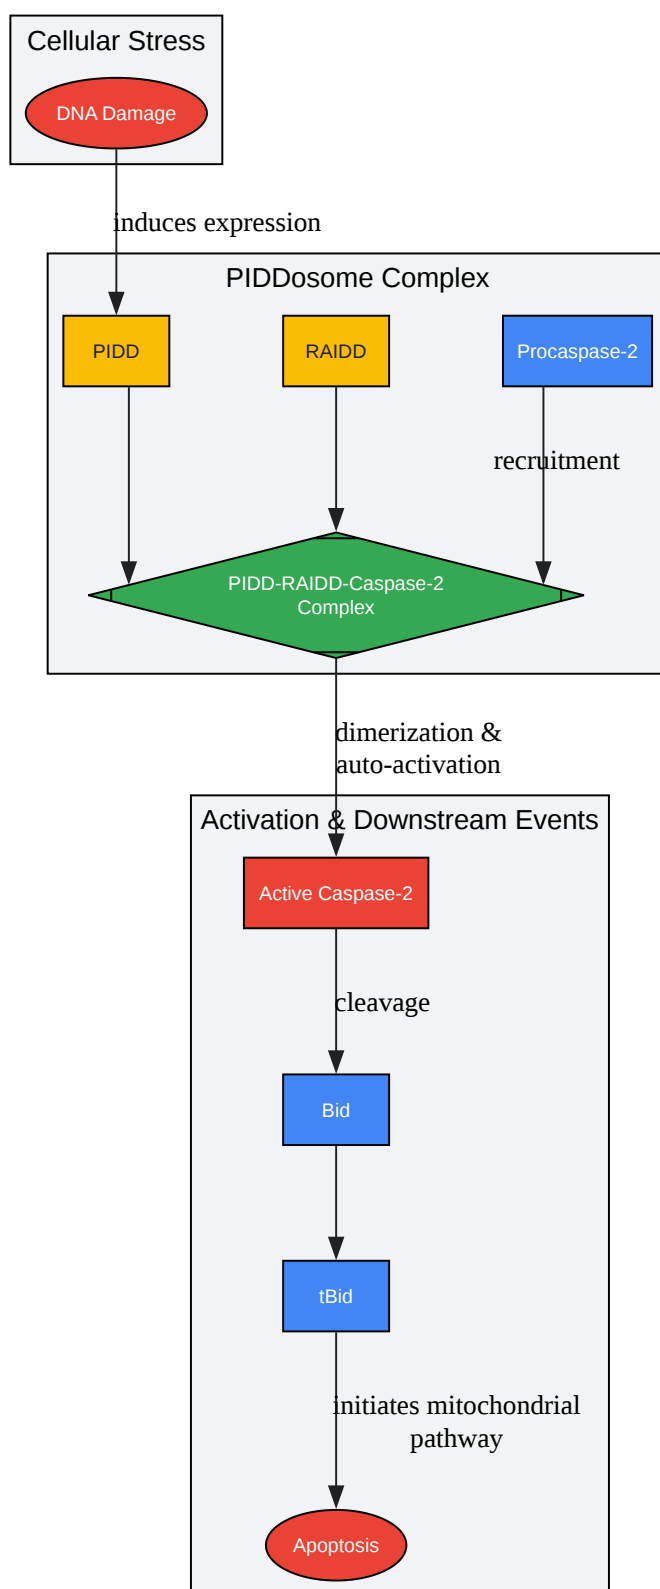 Cellular Stress
DNA Damage
induces expression
PIDDosome Complex
PIDD
RAIDD
Procaspase-2
recruitment
PIDD-RAIDD-Caspase-2
Complex
dimerization &
auto-activation
Activation & Downstream Events
Active Caspase-2
cleavage
Bid
tBid
initiates mitochondrial
pathway
Apoptosis